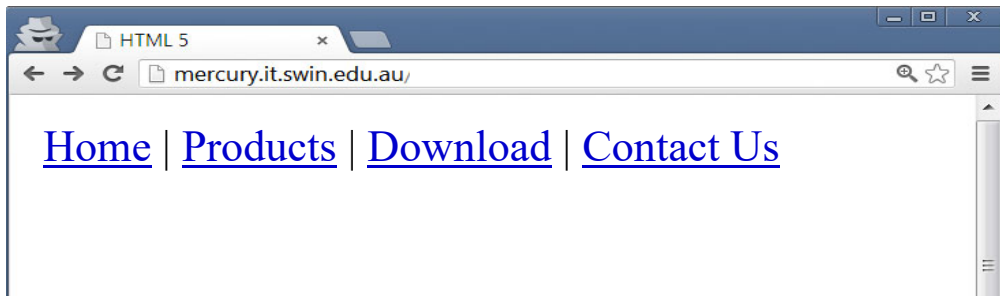 HTML 5
mercury.it.swin.edu.au/
Home | Products | Download | Contact Us